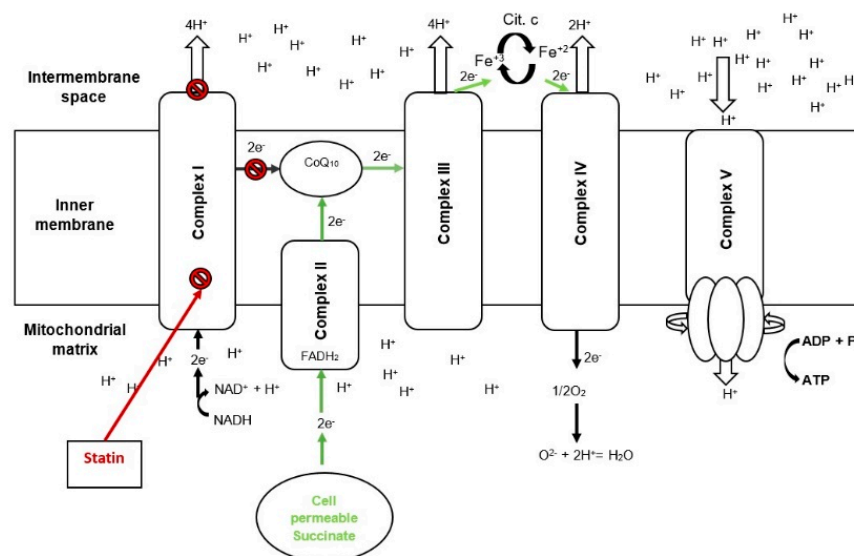 4H⁺
H⁺
H⁺
H⁺
H⁺
H⁺
H⁺
H⁺
H⁺
4H⁺
Cit. c
Fe⁺³
Fe⁺²
2e⁻
2e⁻
2H⁺
H⁺
H⁺
H⁺
H⁺
H⁺
H⁺
H⁺
H⁺
H⁺
H⁺
H⁺
H⁺
H⁺
H⁺
Intermembrane
space
Inner
membrane
Mitochondrial
matrix
Complex I
2e⁻
CoQ₁₀
2e⁻
2e⁻
Complex II
FADH₂
Complex III
Complex IV
Complex V
2e⁻
H⁺
H⁺
H⁺
NAD⁺ + H⁺
NADH
Statin
2e⁻
Cell
permeable
Succinate
H⁺
H⁺
H⁺
H⁺
H⁺
H⁺
H⁺
2e⁻
1/2O₂
O²⁻ + 2H⁺= H₂O
ADP + P
ATP
H⁺